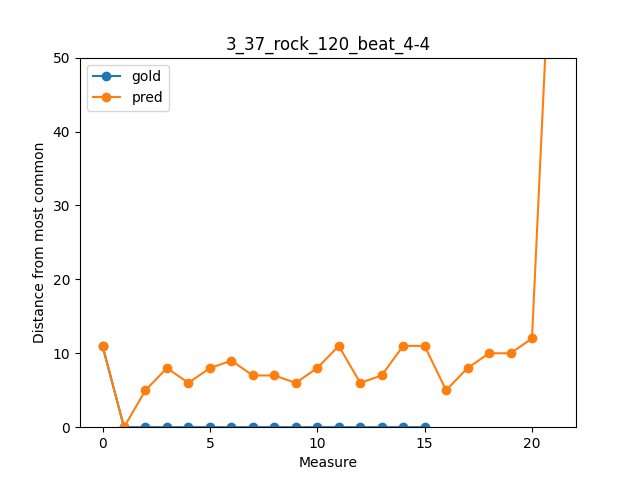 3_37_rock_120_beat_4-4
gold
pred
Distance from most common
50
40
30
20
10
0
0 5 10 15 20
Measure